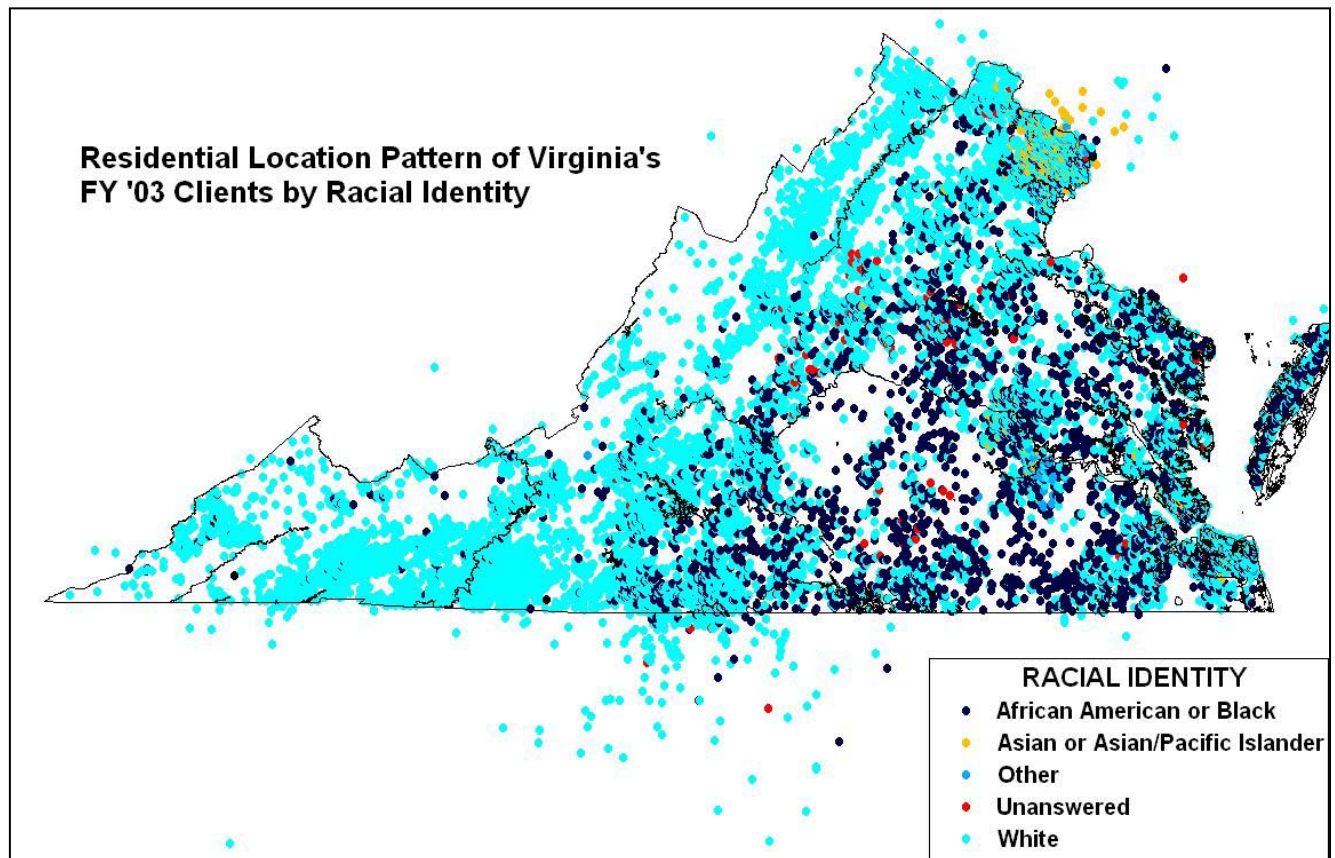 Residential Location Pattern of Virginia's
FY '03 Clients by Racial Identity
RACIAL IDENTITY
African American or Black
Asian or Asian/Pacific Islander
Other
Unanswered
White